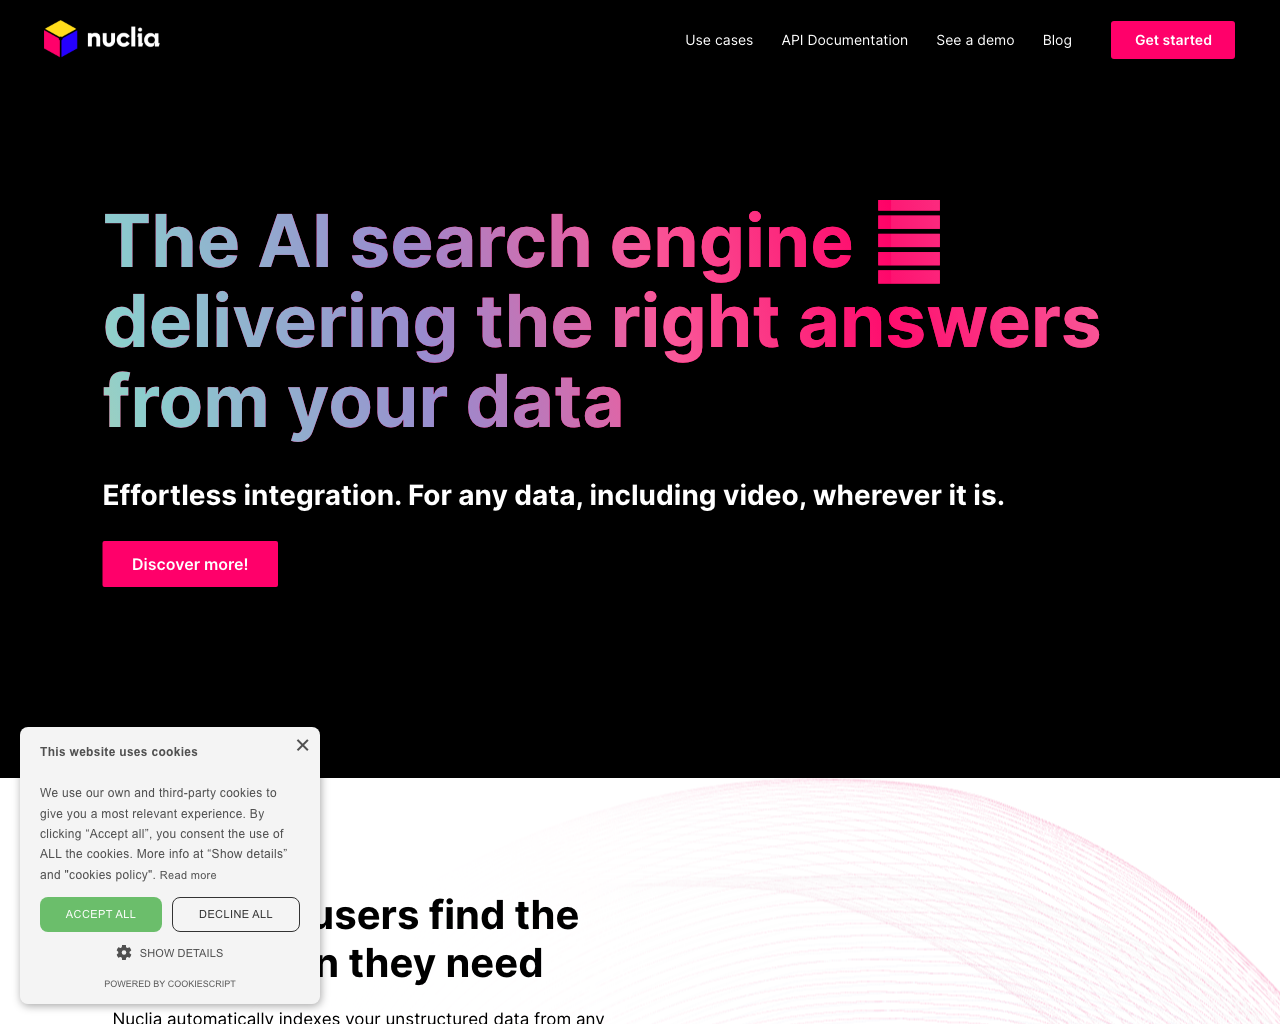 nuclia
Use cases
API Documentation
See a demo
Blog
Get started
The AI search engine
delivering the right answers
from your data
Effortless integration. For any data, including video, wherever it is.
Discover more!
This website uses cookies
×
We use our own and third-party cookies to
give you a most relevant experience. By
clicking “Accept all”, you consent the use of
ALL the cookies. More info at “Show details”
and "cookies policy". Read more
ACCEPT ALL
DECLINE ALL
SHOW DETAILS
POWERED BY COOKIESCRIPT
users find the
they need
Nuclia automatically indexes your unstructured data from any